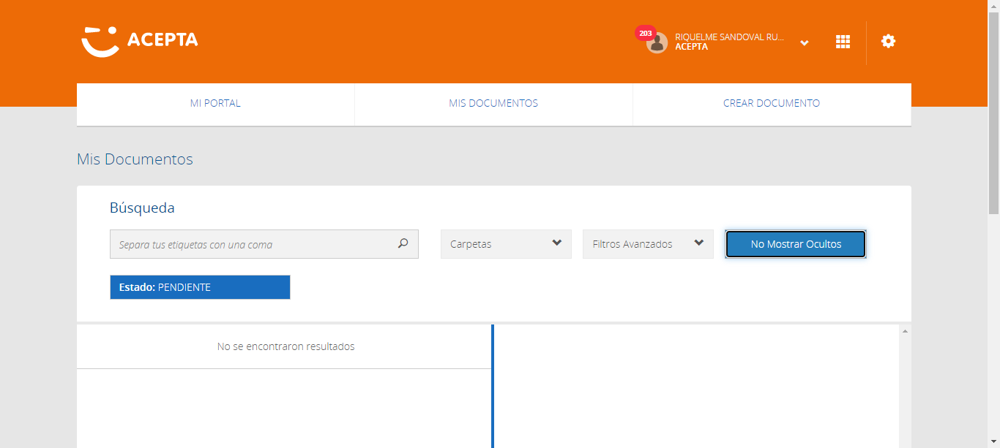 ACEPTA
203
RIQUELME SANDOVAL RU...
ACEPTA
MI PORTAL
MIS DOCUMENTOS
CREAR DOCUMENTO
Mis Documentos
Búsqueda
Separa tus etiquetas con una coma
Carpetas
Filtros Avanzados
No Mostrar Ocultos
Estado: PENDIENTE
No se encontraron resultados